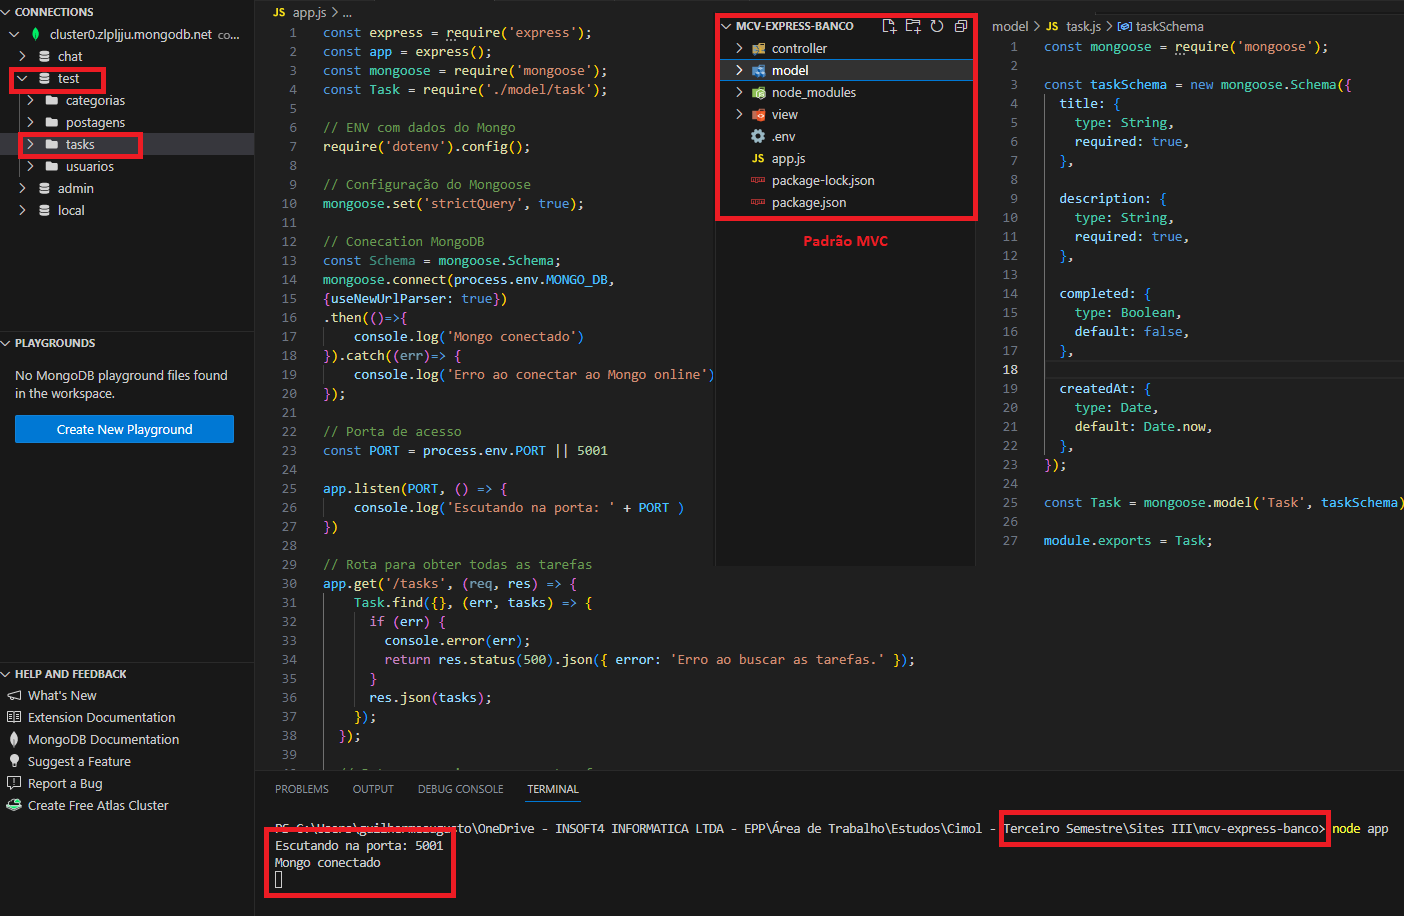 CONNECTIONS
cluster0.zlpljju.mongodb.net co...
chat
test
categorias
postagens
tasks
usuarios
admin
local
PLAYGROUNDS
No MongoDB playground files found
in the workspace.
Create New Playground
HELP AND FEEDBACK
What's New
Extension Documentation
MongoDB Documentation
Suggest a Feature
Report a Bug
Create Free Atlas Cluster
JS app.js > ...
1 const express = require('express');
2 const app = express();
3 const mongoose = require('mongoose');
4 const Task = require('./model/task');
5
6 // ENV com dados do Mongo
7 require('dotenv').config();
8
9 // Configuração do Mongoose
10 mongoose.set('strictQuery', true);
11
12 // Conecation MongoDB
13 const Schema = mongoose.Schema;
14 mongoose.connect(process.env.MONGO_DB,
15 {useNewUrlParser: true})
16 .then(()=>{
17 console.log('Mongo conectado')
18 }).catch((err)=> {
19 console.log('Erro ao conectar ao Mongo online')
20 });
21
22 // Porta de acesso
23 const PORT = process.env.PORT || 5001
24
25 app.listen(PORT, () => {
26 console.log('Escutando na porta: ' + PORT )
27 })
28
29 // Rota para obter todas as tarefas
30 app.get('/tasks', (req, res) => {
31 Task.find({}, (err, tasks) => {
32 if (err) {
33 console.error(err);
34 return res.status(500).json({ error: 'Erro ao buscar as tarefas.' });
35 }
36 res.json(tasks);
37 });
38 });
39
MCV-EXPRESS-BANCO
controller
model
node_modules
view
.env
JS app.js
package-lock.json
package.json
Padrão MVC
model > JS task.js > taskSchema
1 const mongoose = require('mongoose');
2
3 const taskSchema = new mongoose.Schema({
4 title: {
5 type: String,
6 required: true,
7 },
8
9 description: {
10 type: String,
11 required: true,
12 },
13
14 completed: {
15 type: Boolean,
16 default: false,
17 },
18
19 createdAt: {
20 type: Date,
21 default: Date.now,
22 },
23 });
24
25 const Task = mongoose.model('Task', taskSchema)
26
27 module.exports = Task;
PROBLEMS OUTPUT DEBUG CONSOLE TERMINAL
PS C:\Users\guilhermeaugusto\OneDrive - INSOFT4 INFORMATICA LTDA - EPP\Área de Trabalho\Estudos\Cimol - Terceiro Semestre\Sites III\mcv-express-banco> node app
Escutando na porta: 5001
Mongo conectado